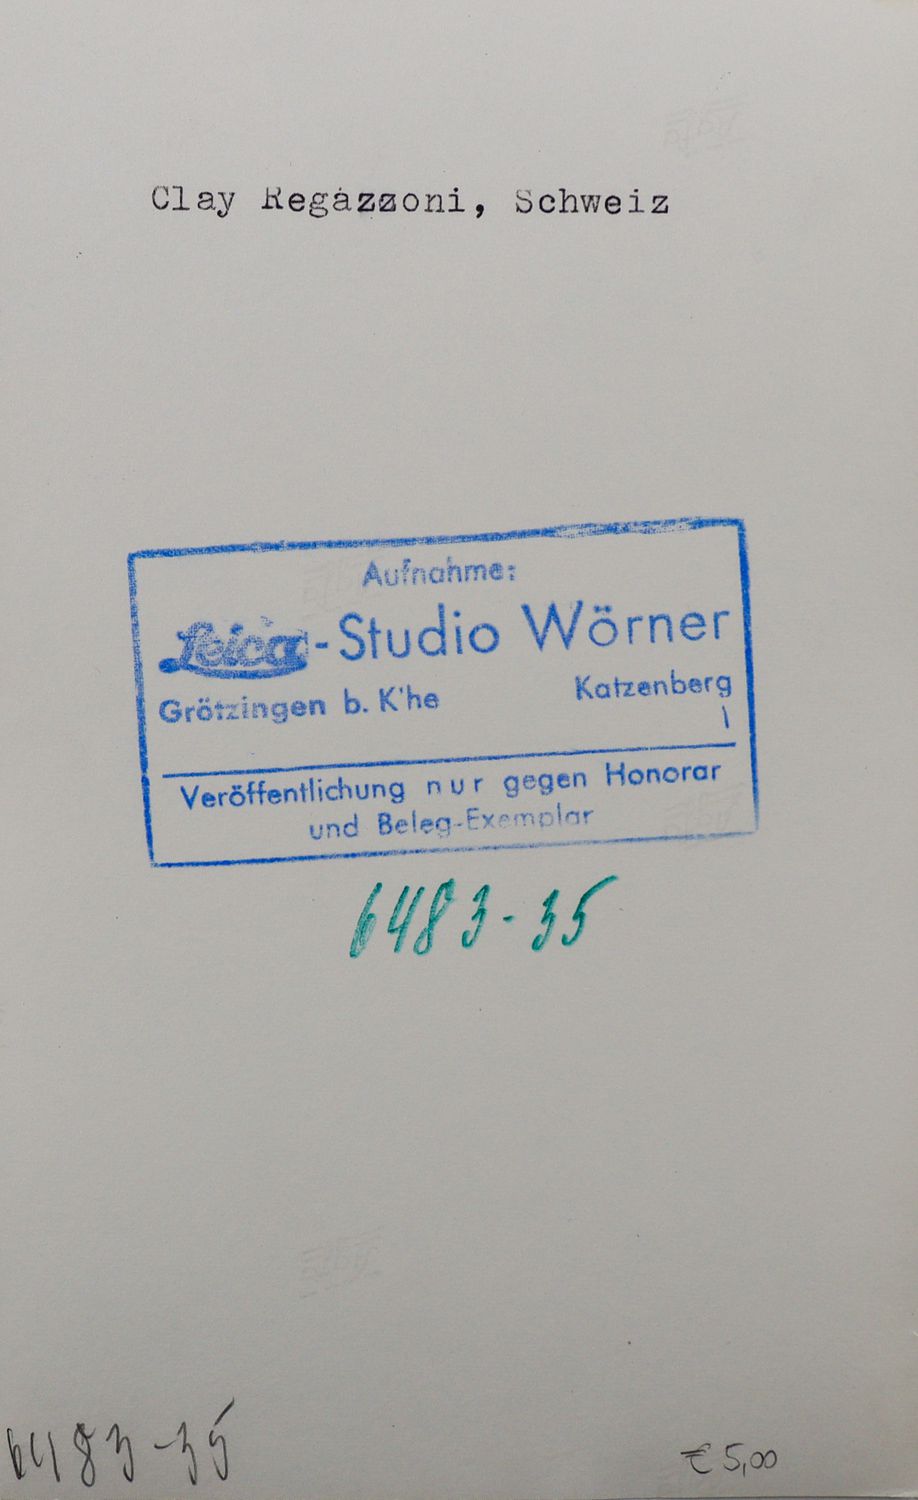 Clay Regazzoni, Schweiz
Aufnahme:
Leica-Studio Wörner
Grötzingen b. K'he Katzenberg
1
Veröffentlichung nur gegen Honorar
und Beleg-Exemplar
6483-35
6483-35
€ 5,00